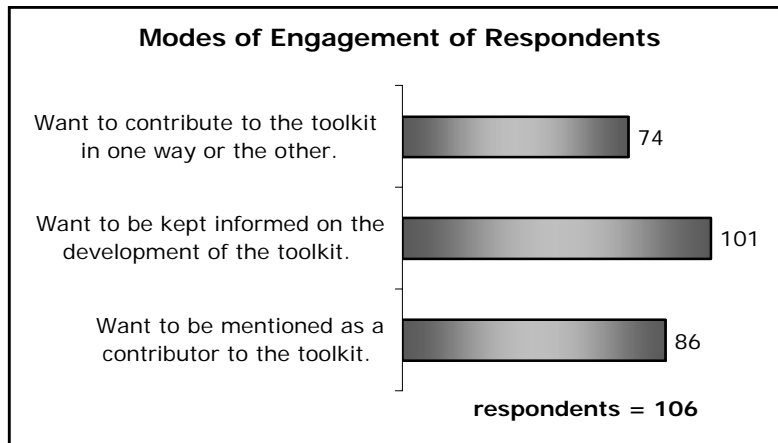 Modes of Engagement of Respondents
Want to contribute to the toolkit
in one way or the other.
74
Want to be kept informed on the
development of the toolkit.
101
Want to be mentioned as a
contributor to the toolkit.
86
respondents = 106